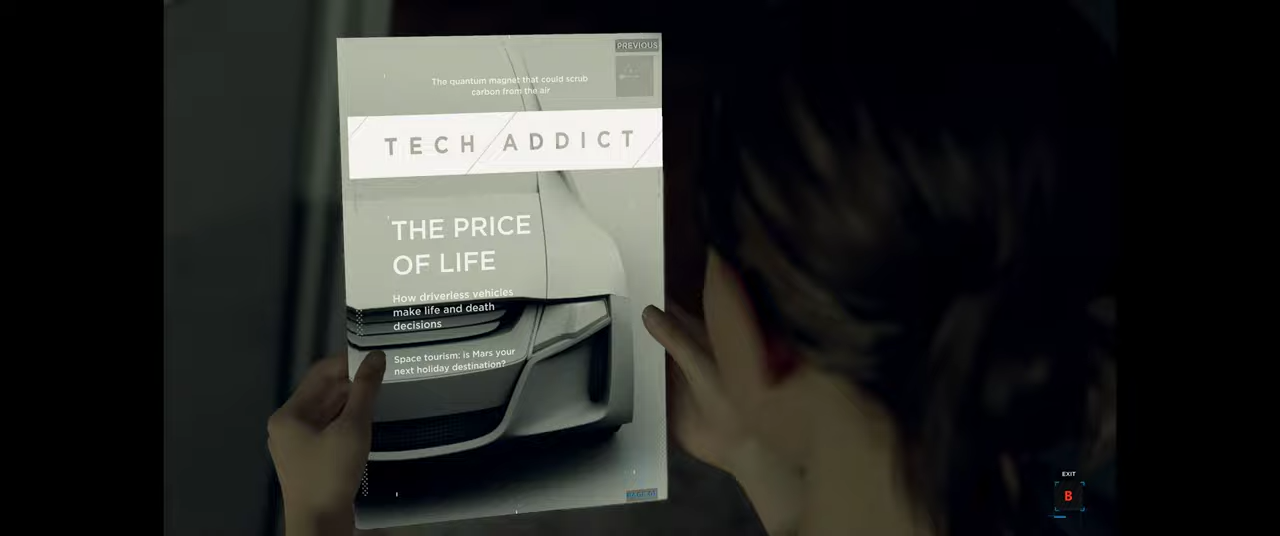 PREVIOUS
The quantum magnet that could scrub
carbon from the air
TECH ADDICT
THE PRICE
OF LIFE
How driverless vehicles
make life and death
decisions
Space tourism: is Mars your
next holiday destination?
EXIT
B